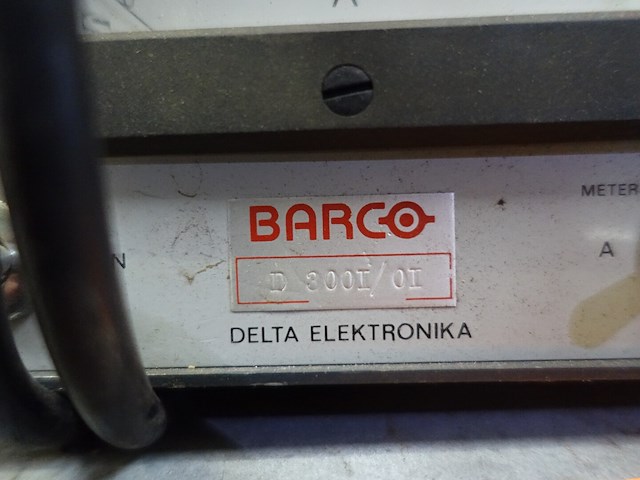 A
METER
BARCO
N
A
D 300I/0I
DELTA ELEKTRONIKA